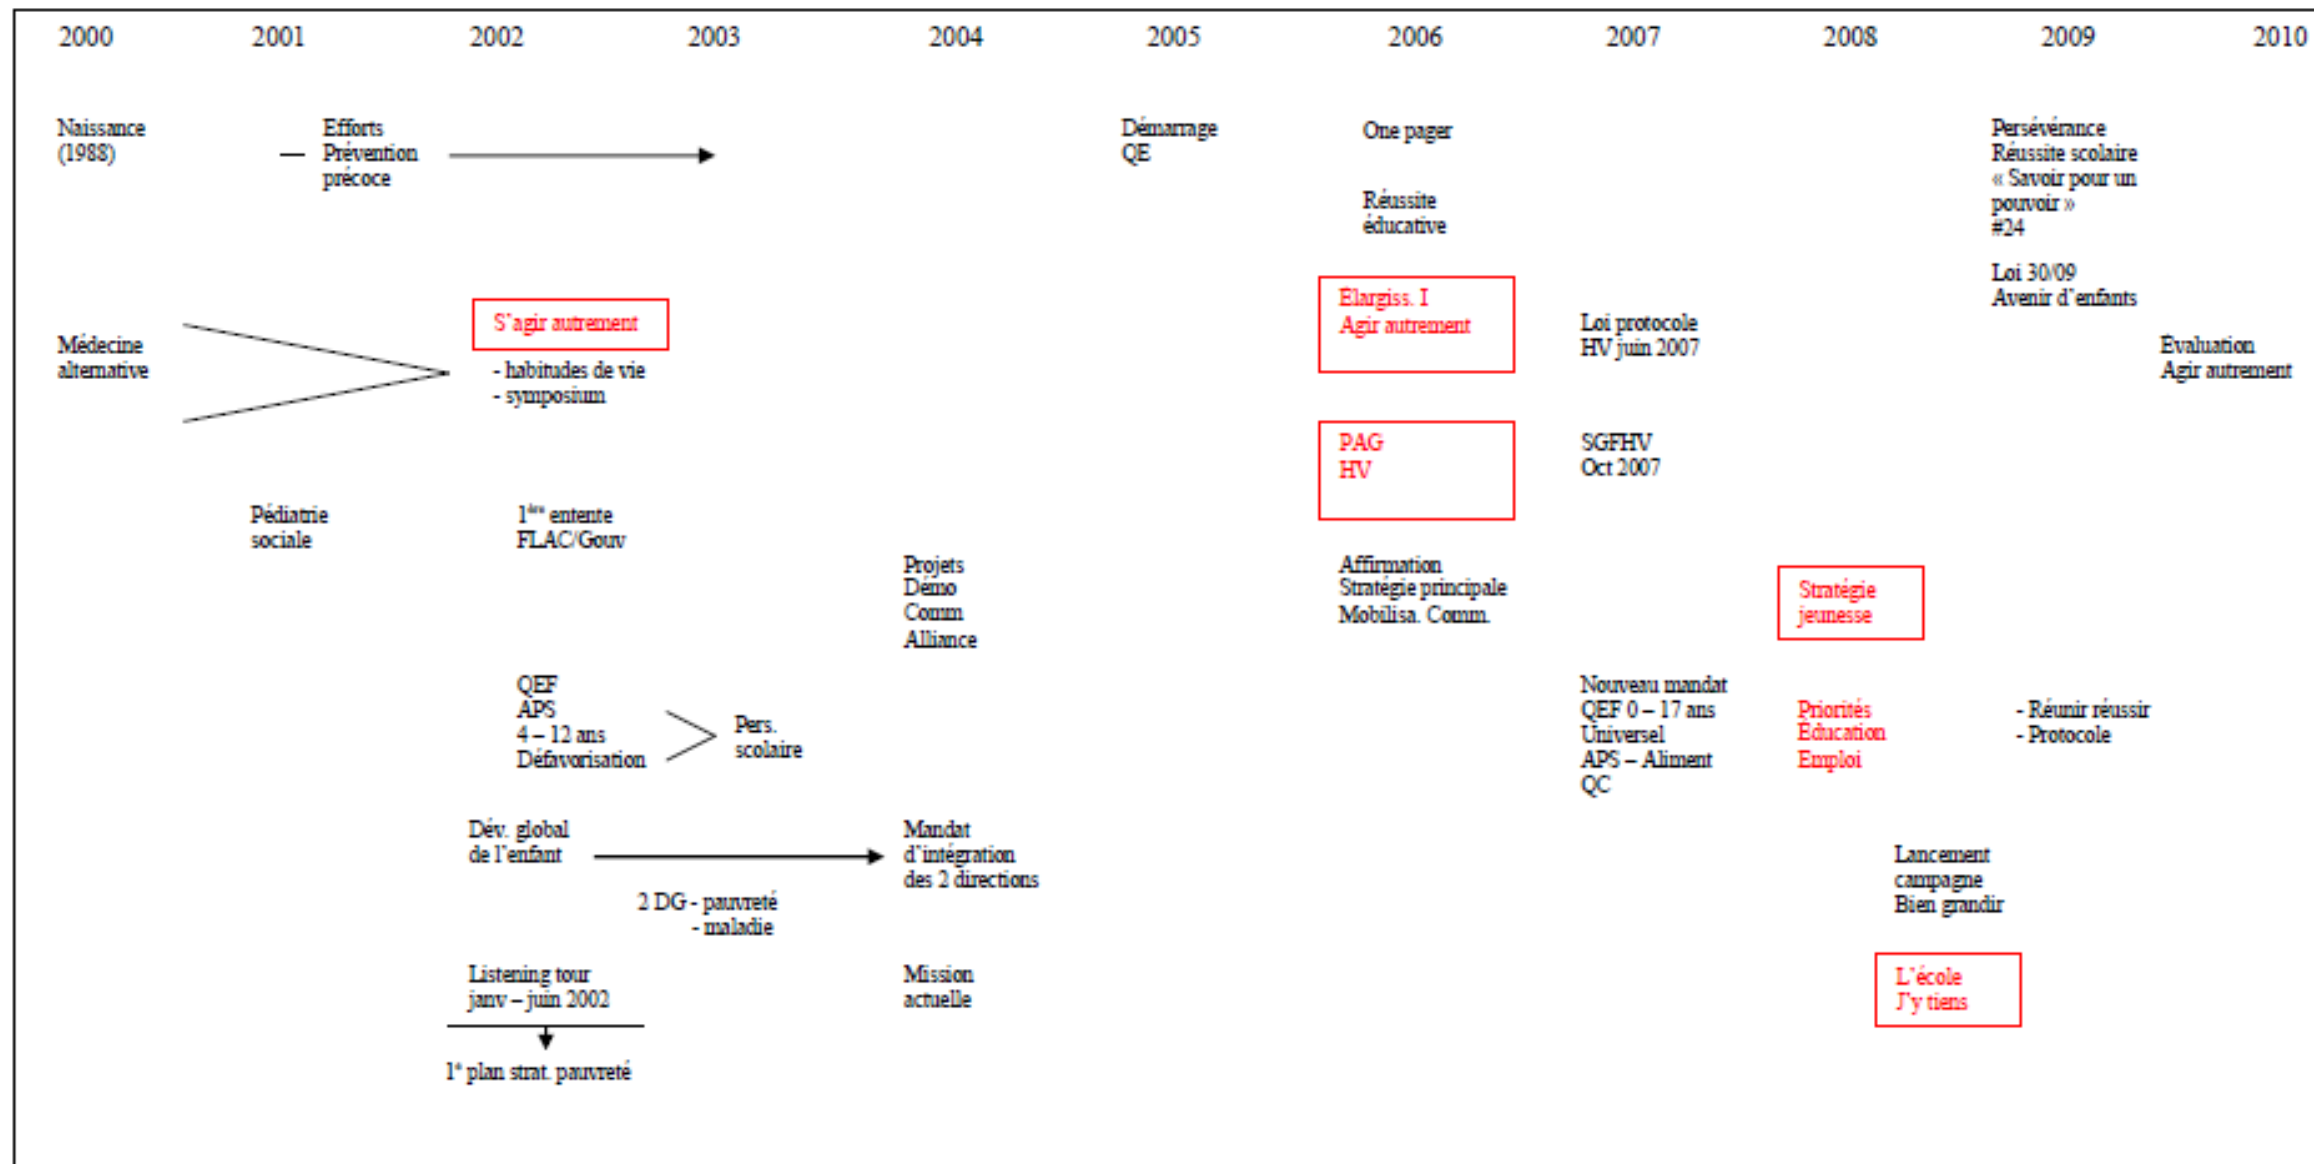 2000 2001 2002 2003 2004 2005 2006 2007 2008 2009 2010
Naissance
(1988)
Efforts
Prévention
précoce
Démarrage
QE
One pager
Réussite
éducative
Persévérance
Réussite scolaire
« Savoir pour un
pouvoir »
#24
Loi 30/09
Avenir d'enfants
Médecine
alternative
S'agir autrement
- habitudes de vie
- symposium
Élargiss. I
Agir autrement
Loi protocole
HV juin 2007
Évaluation
Agir autrement
PAG
HV
SGFHV
Oct 2007
Pédiatrie
sociale
1ère entente
FLAC/Gouv
Projets
Démo
Comm
Alliance
Affirmation
Stratégie principale
Mobilisa. Comm.
Stratégie
jeunesse
QEF
APS
4 – 12 ans
Défavorisation
Pers.
scolaire
Nouveau mandat
QEF 0 – 17 ans
Universel
APS – Aliment
QC
Priorités
Éducation
Emploi
- Réunir réussir
- Protocole
Dév. global
de l'enfant
Mandat
d'intégration
des 2 directions
2 DG - pauvreté
- maladie
Lancement
campagne
Bien grandir
Listening tour
janv – juin 2002
Mission
actuelle
L'école
J'y tiens
1e plan strat. pauvreté